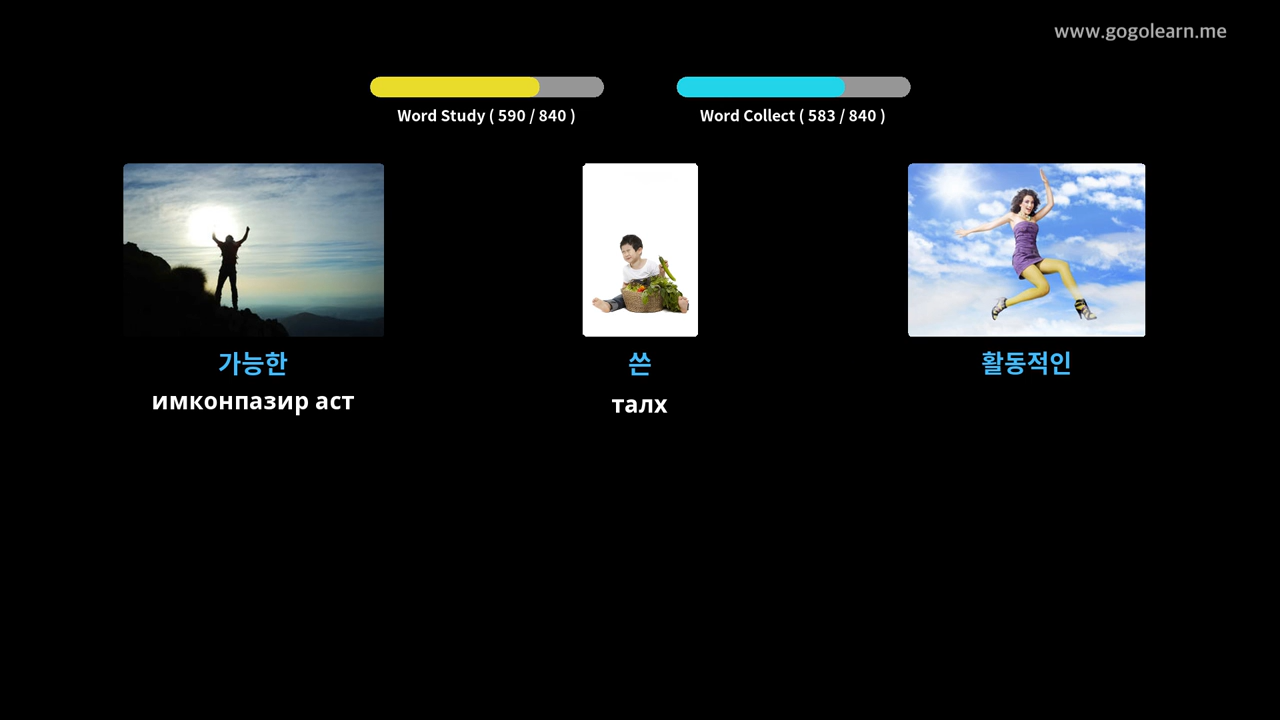 www.gogolearn.me
Word Study ( 590 / 840 )
Word Collect ( 583 / 840 )
가능한
имконпазир аст
쓴
талх
활동적인